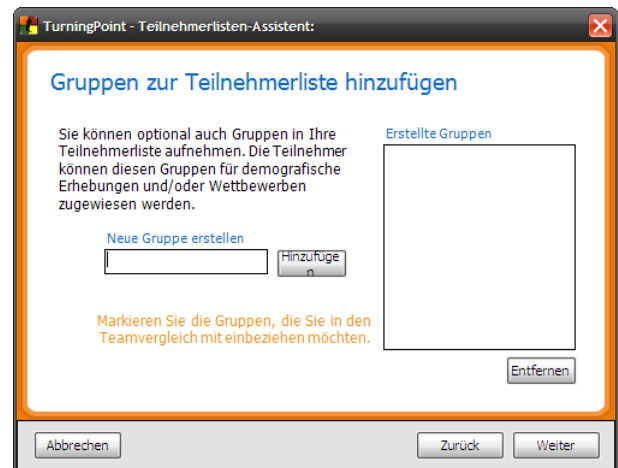 TurningPoint - Teilnehmerlisten-Assistent:
Gruppen zur Teilnehmerliste hinzufügen
Sie können optional auch Gruppen in Ihre
Teilnehmerliste aufnehmen. Die Teilnehmer
können diesen Gruppen für demografische
Erhebungen und/oder Wettbewerben
zugewiesen werden.
Erstellte Gruppen
Neue Gruppe erstellen
Hinzufüge
n
Markieren Sie die Gruppen, die Sie in den
Teamvergleich mit einbeziehen möchten.
Entfernen
Abbrechen
Zurück
Weiter